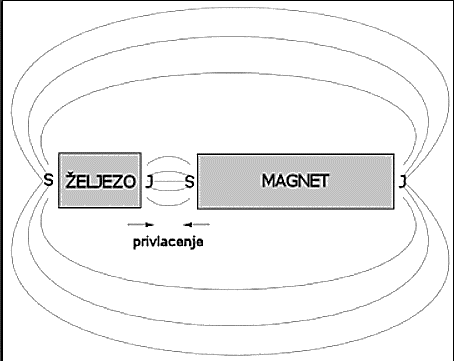 S ŽELJEZO J S MAGNET J
privlacenje